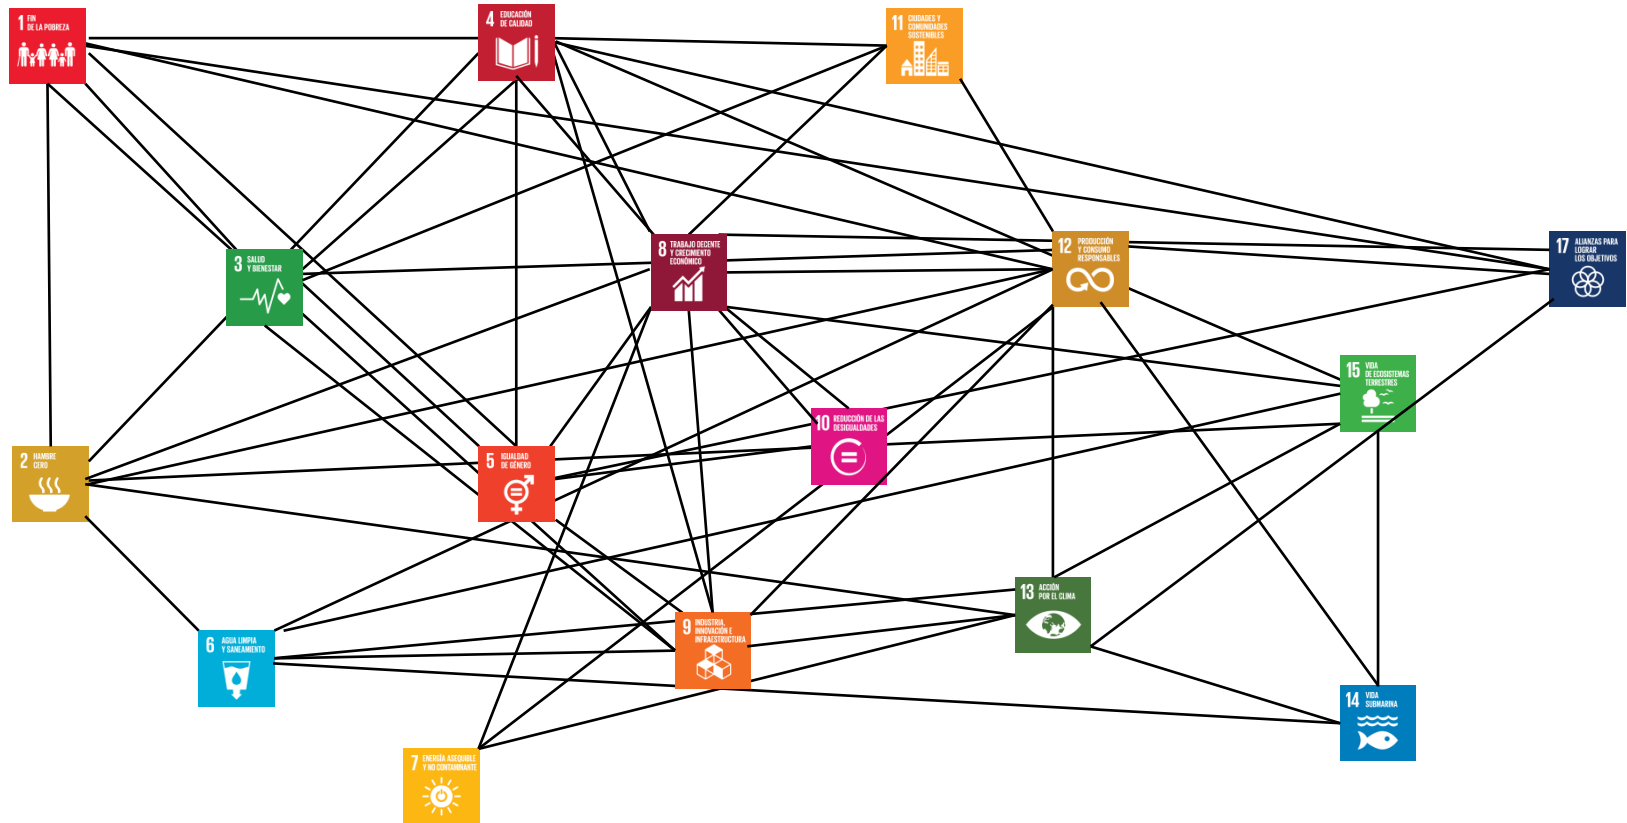 1 FIN
DE LA POBREZA
4 EDUCACIÓN
DE CALIDAD
11 CIUDADES Y
COMUNIDADES
SOSTENIBLES
3 SALUD
Y BIENESTAR
8 TRABAJO DECENTE
Y CRECIMIENTO
ECONÓMICO
12 PRODUCCIÓN
Y CONSUMO
RESPONSABLES
17 ALIANZAS PARA
LOGRAR
LOS OBJETIVOS
15 VIDA
DE ECOSISTEMAS
TERRESTRES
10 REDUCCIÓN DE LAS
DESIGUALDADES
2 HAMBRE
CERO
5 IGUALDAD
DE GÉNERO
13 ACCIÓN
POR EL CLIMA
9 INDUSTRIA,
INNOVACIÓN E
INFRAESTRUCTURA
6 AGUA LIMPIA
Y SANEAMIENTO
14 VIDA
SUBMARINA
7 ENERGÍA ASEQUIBLE
Y NO CONTAMINANTE